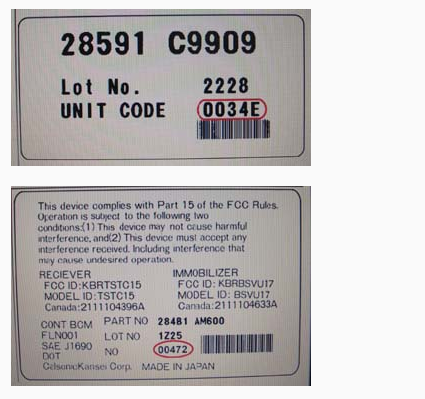 28591 C9909
Lot No. 2228
UNIT CODE 0034E
This device complies with Part 15 of the FCC Rules.
Operation is subject to the following two
conditions:(1) This device may not cause harmful
interference, and(2) This device must accept any
interference received. Including interference that
may cause undesired operation.
RECIEVER IMMOBILIZER
FCC ID:KBRTSTC15 FCC ID:KBRBSVU17
MODEL ID:TSTC15 MODEL ID: BSVU17
Canada:2111104396A Canada:2111104633A
CONT BCM PART NO 284B1 AM600
FLN001 LOT NO 1Z25
SAE J1690 NO 00472
DOT
CalsonicKansei Corp. MADE IN JAPAN